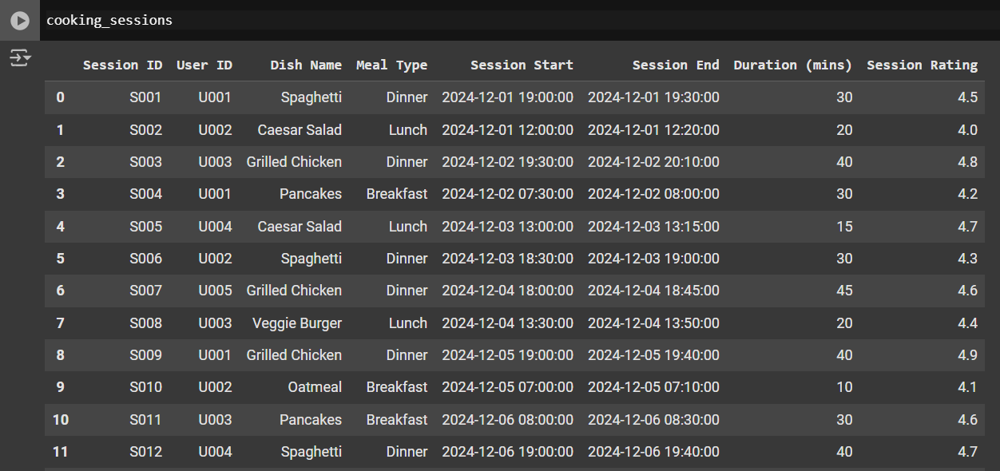 cooking_sessions
Session ID User ID Dish Name Meal Type Session Start Session End Duration (mins) Session Rating
0 S001 U001 Spaghetti Dinner 2024-12-01 19:00:00 2024-12-01 19:30:00 30 4.5
1 S002 U002 Caesar Salad Lunch 2024-12-01 12:00:00 2024-12-01 12:20:00 20 4.0
2 S003 U003 Grilled Chicken Dinner 2024-12-02 19:30:00 2024-12-02 20:10:00 40 4.8
3 S004 U001 Pancakes Breakfast 2024-12-02 07:30:00 2024-12-02 08:00:00 30 4.2
4 S005 U004 Caesar Salad Lunch 2024-12-03 13:00:00 2024-12-03 13:15:00 15 4.7
5 S006 U002 Spaghetti Dinner 2024-12-03 18:30:00 2024-12-03 19:00:00 30 4.3
6 S007 U005 Grilled Chicken Dinner 2024-12-04 18:00:00 2024-12-04 18:45:00 45 4.6
7 S008 U003 Veggie Burger Lunch 2024-12-04 13:30:00 2024-12-04 13:50:00 20 4.4
8 S009 U001 Grilled Chicken Dinner 2024-12-05 19:00:00 2024-12-05 19:40:00 40 4.9
9 S010 U002 Oatmeal Breakfast 2024-12-05 07:00:00 2024-12-05 07:10:00 10 4.1
10 S011 U003 Pancakes Breakfast 2024-12-06 08:00:00 2024-12-06 08:30:00 30 4.6
11 S012 U004 Spaghetti Dinner 2024-12-06 19:00:00 2024-12-06 19:40:00 40 4.7